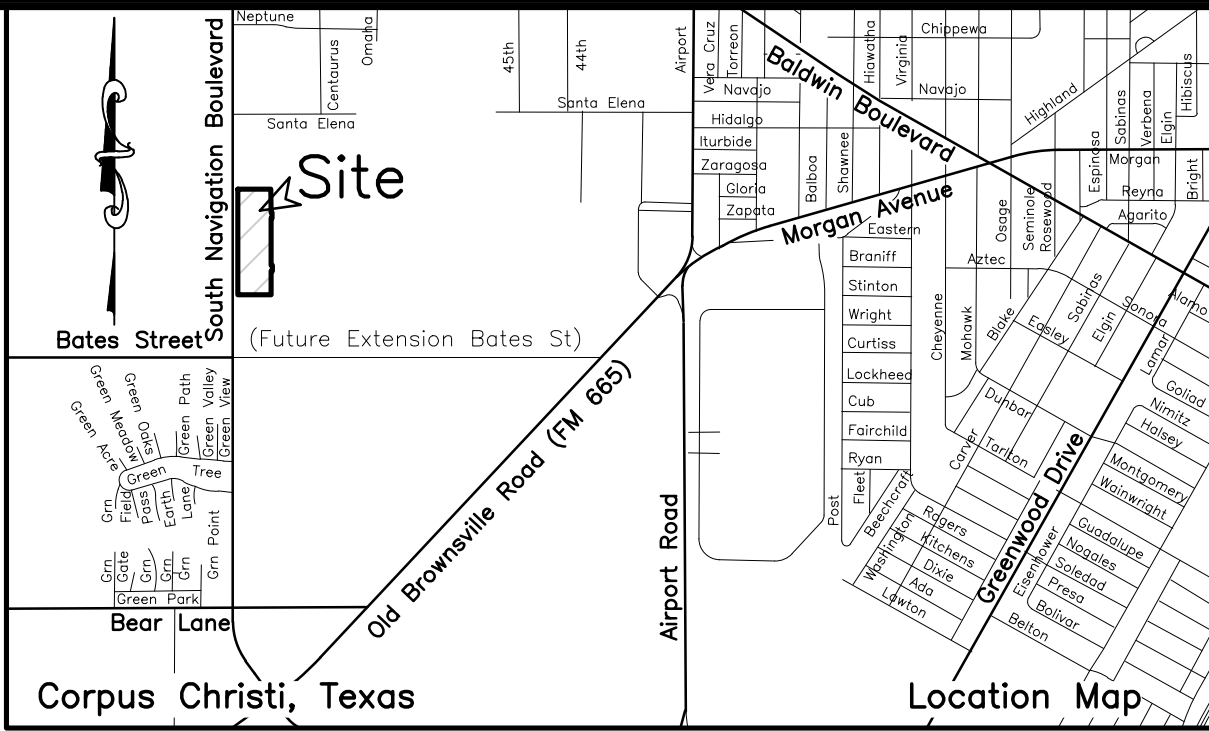 Neptune
Omaha
Centaurus
Santa Elena
South Navigation Boulevard
Site
Bates Street
(Future Extension Bates St)
45th
44th
Santa Elena
Airport
Vera Cruz
Torreon
Navajo
Hidalgo
Iturbide
Zaragosa
Gloria
Zapata
Balboa
Shawnee
Baldwin Boulevard
Hiawatha
Virginia
Chippewa
Navajo
Highland
Espinosa
Sabinas
Verbena
Elgin
Hibiscus
Morgan
Bright
Reyna
Agarito
Morgan Avenue
Osage
Seminole
Rosewood
Aztec
Eastern
Braniff
Stinton
Wright
Curtiss
Lockheed
Cub
Fairchild
Ryan
Cheyenne
Mohawk
Blake
Easley
Sabinas
Elgin
Sonora
Alamo
Lamar
Goliad
Nimitz
Halsey
Montgomery
Wainwright
Guadalupe
Nogales
Soledad
Presa
Bolivar
Belton
Eisenhower
Greenwood Drive
Dunbar
Tarlton
Carver
Post
Fleet
Beechcraft
Washington
Rogers
Kitchens
Dixie
Ada
Lawton
Green Acre
Green Meadow
Green Oaks
Green Path
Green Valley
Green View
Green Tree
Grn Field
Pass
Earth
Lane
Grn Point
Grn Gate
Grn
Grn
Grn
Green Park
Bear Lane
Old Brownsville Road (FM 665)
Airport Road
Corpus Christi, Texas
Location Map